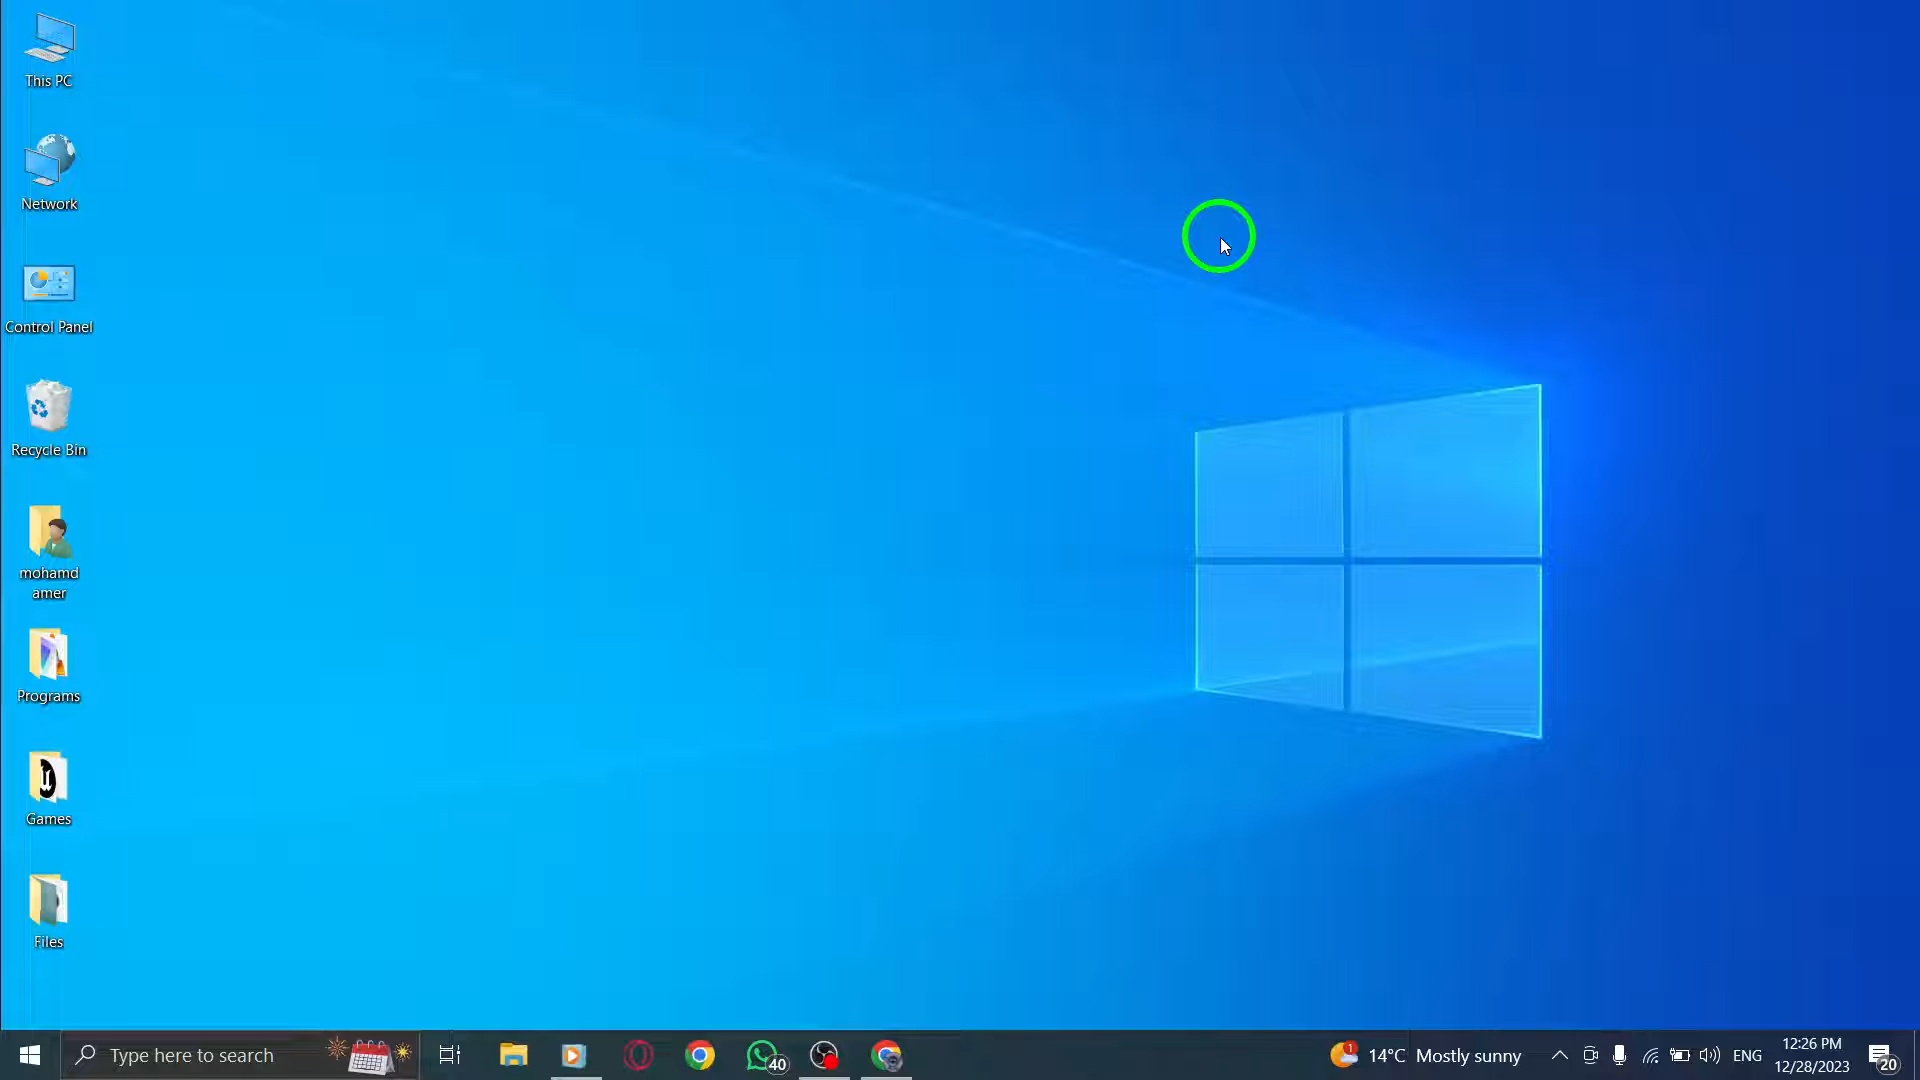 This PC
Network
Control Panel
Recycle Bin
mohamd
amer
Programs
Games
Files
Type here to search
40
1
14°C Mostly sunny
ENG
12:26 PM
12/28/2023
20